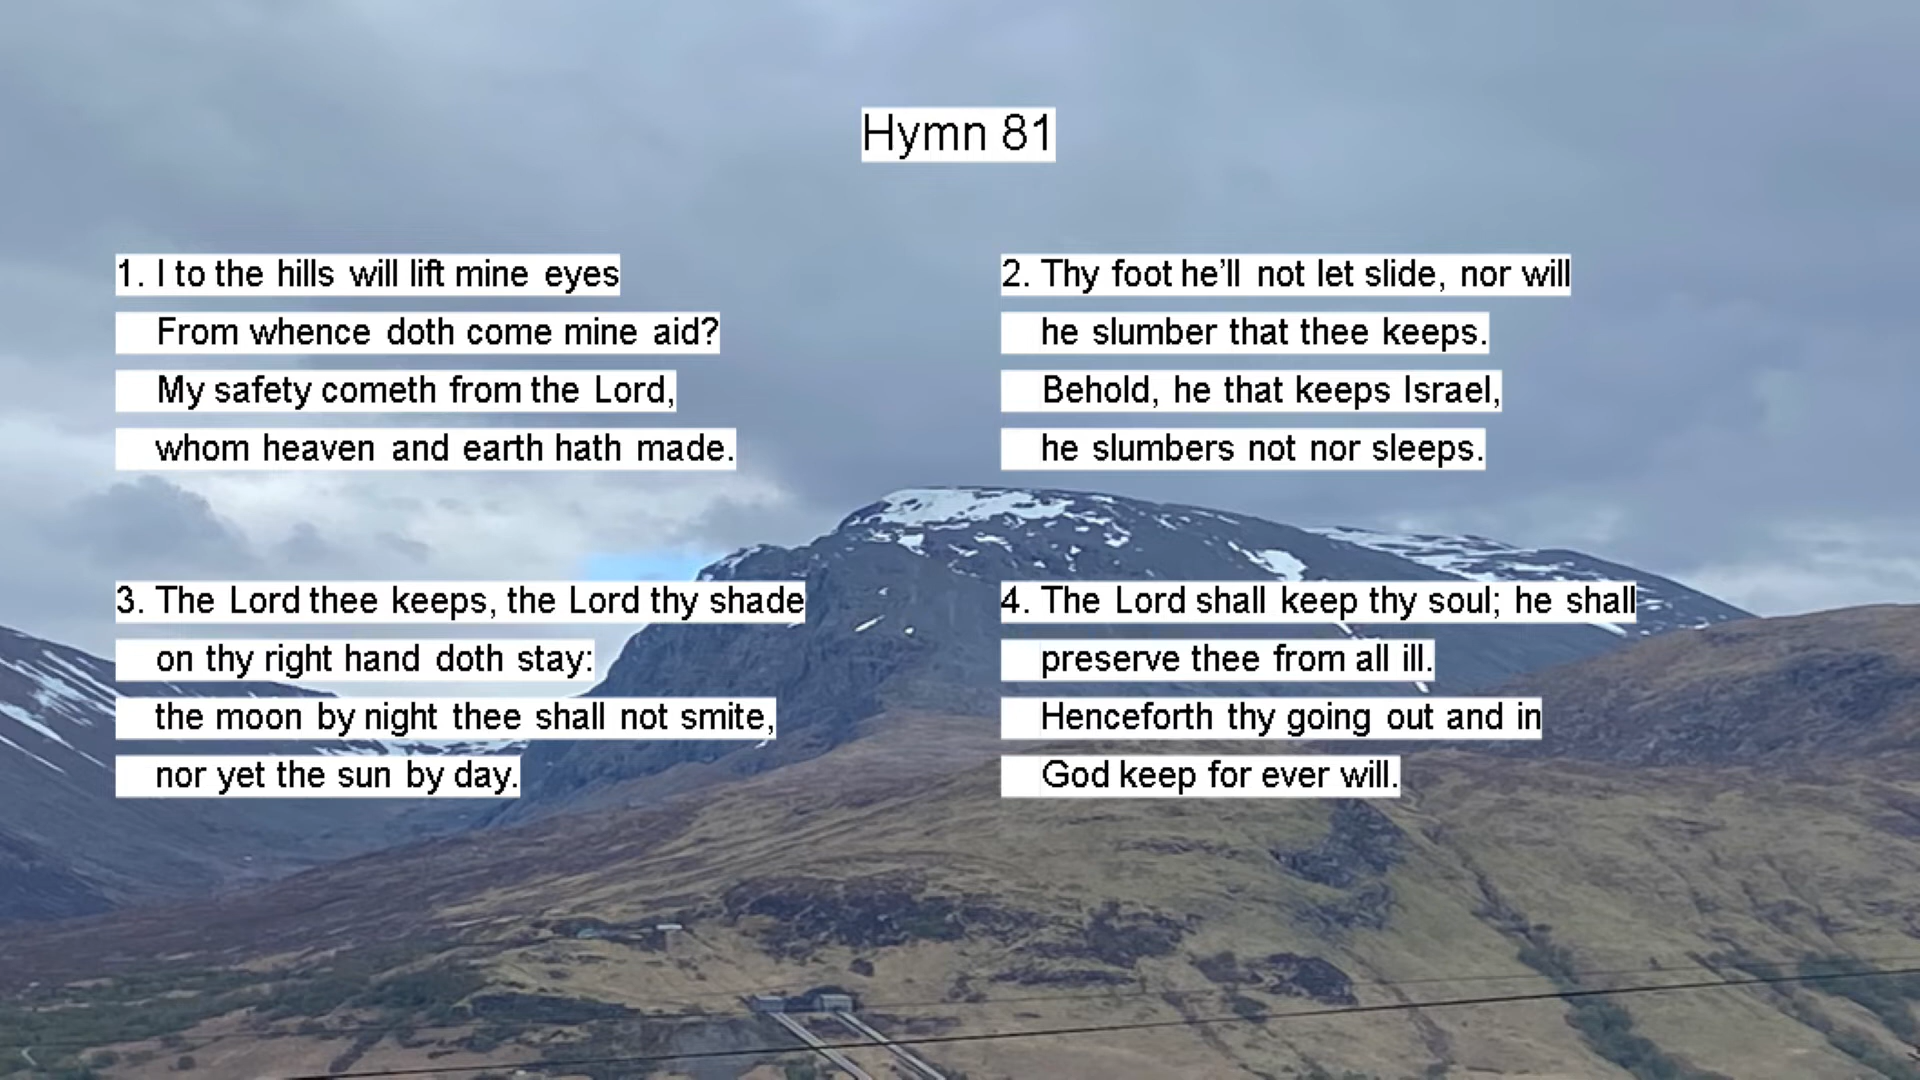 Hymn 81
1. I to the hills will lift mine eyes
From whence doth come mine aid?
My safety cometh from the Lord,
whom heaven and earth hath made.
2. Thy foot he’ll not let slide, nor will
he slumber that thee keeps.
Behold, he that keeps Israel,
he slumbers not nor sleeps.
3. The Lord thee keeps, the Lord thy shade
on thy right hand doth stay:
the moon by night thee shall not smite,
nor yet the sun by day.
4. The Lord shall keep thy soul; he shall
preserve thee from all ill.
Henceforth thy going out and in
God keep for ever will.